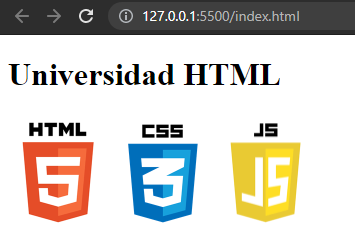 127.0.0.1:5500/index.html
Universidad HTML
HTML CSS JS
5 3 JS